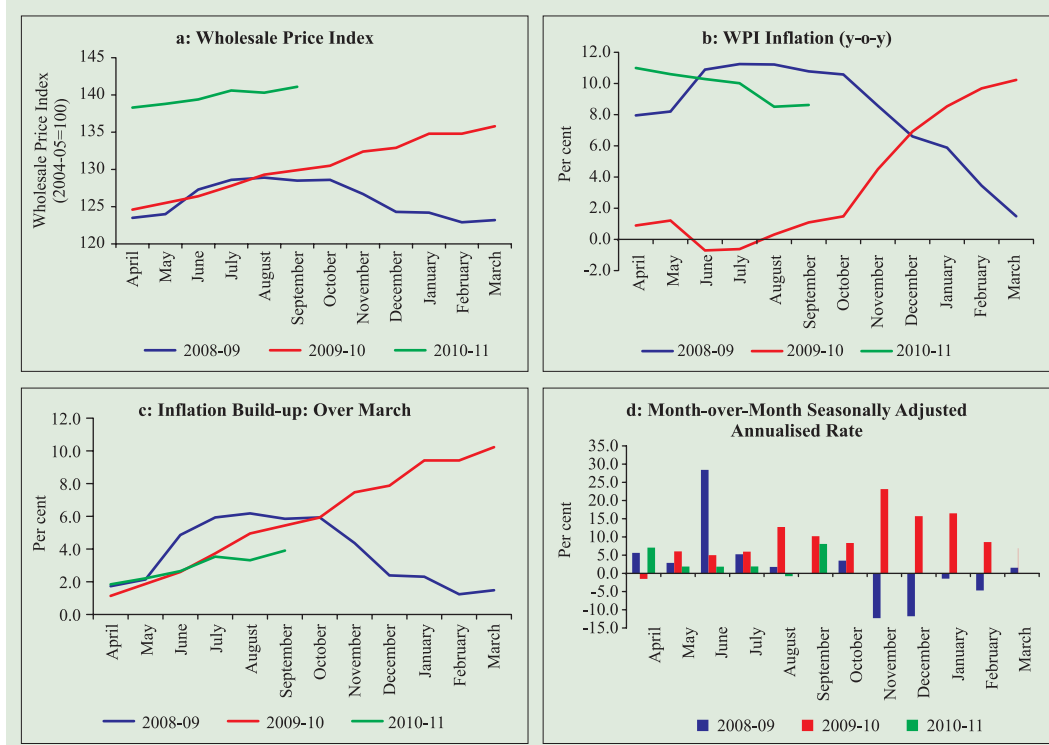 a: Wholesale Price Index
Wholesale Price Index
(2004-05=100)
145
140
135
130
125
120
April
May
June
July
August
September
October
November
December
January
February
March
2008-09 2009-10 2010-11
b: WPI Inflation (y-o-y)
Per cent
12.0
10.0
8.0
6.0
4.0
2.0
0.0
-2.0
April
May
June
July
August
September
October
November
December
January
February
March
2008-09 2009-10 2010-11
c: Inflation Build-up: Over March
Per cent
12.0
10.0
8.0
6.0
4.0
2.0
0.0
April
May
June
July
August
September
October
November
December
January
February
March
2008-09 2009-10 2010-11
d: Month-over-Month Seasonally Adjusted
Annualised Rate
Per cent
35.0
30.0
25.0
20.0
15.0
10.0
5.0
0.0
-5.0
-10.0
-15.0
April
May
June
July
August
September
October
November
December
January
February
March
2008-09 2009-10 2010-11